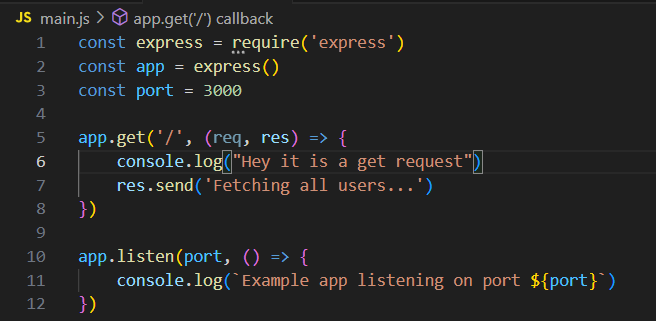 JS main.js > app.get('/') callback
1 const express = require('express')
2 const app = express()
3 const port = 3000
4
5 app.get('/', (req, res) => {
6     console.log("Hey it is a get request")
7     res.send('Fetching all users...')
8 })
9
10 app.listen(port, () => {
11     console.log(`Example app listening on port ${port}`)
12 })